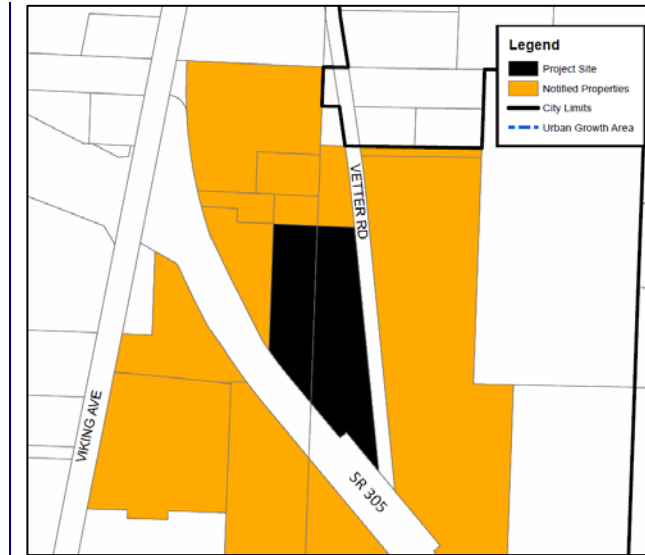 Legend
Project Site
Notified Properties
City Limits
Urban Growth Area
VETTER RD
VIKING AVE
SR 305